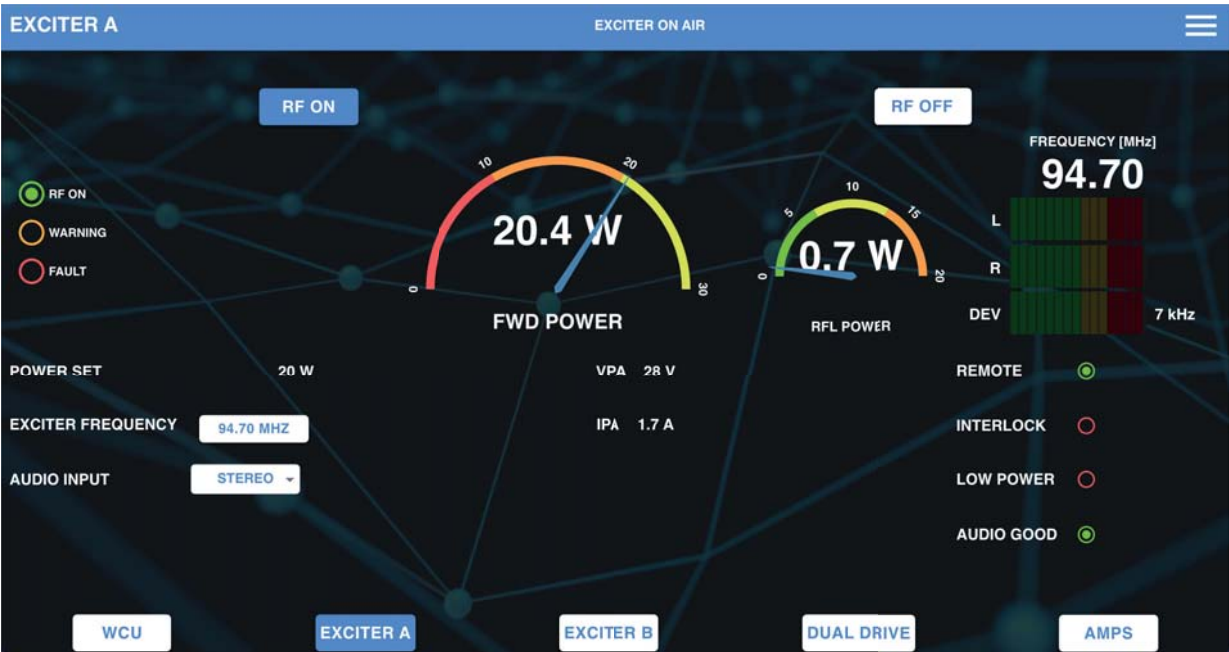 EXCITER A
EXCITER ON AIR
RF ON
RF OFF
FREQUENCY [MHz]
94.70
RF ON
WARNING
FAULT
0
10
20
30
20.4 W
FWD POWER
0
5
10
15
20
0.7 W
RFL POWER
L
R
DEV
7 kHz
POWER SET 20 W
VPA 28 V
REMOTE
EXCITER FREQUENCY 94.70 MHZ
IPA 1.7 A
INTERLOCK
AUDIO INPUT STEREO
LOW POWER
AUDIO GOOD
WCU
EXCITER A
EXCITER B
DUAL DRIVE
AMPS